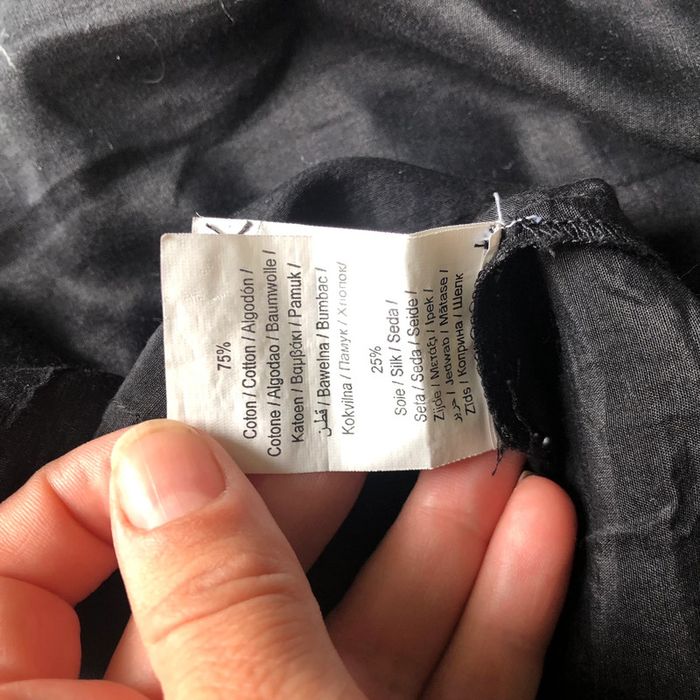 75%
Coton / Cotton / Algodón /
Cotone / Algodao / Baumwolle /
Katoen / Βαμβάκι / Pamuk /
قطن / Bawełna / Bumbac /
Kokvilna / Памук / Хлопок/
25%
Soie / Silk / Seda /
Seta / Seda / Seide /
Zijde / Μετάξι / Ipek /
حرير / Jedwab / Mătase /
Zīds / Коприна / Шелк